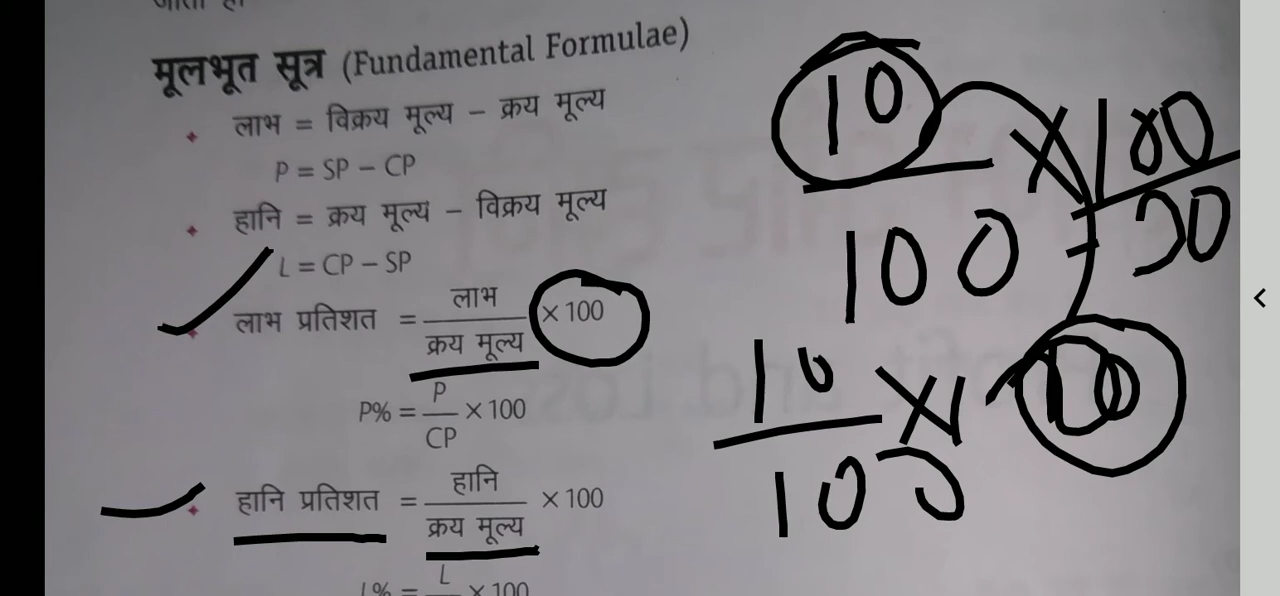 मूलभूत सूत्र (Fundamental Formulae)
लाभ = विक्रय मूल्य – क्रय मूल्य
P = SP – CP
हानि = क्रय मूल्य – विक्रय मूल्य
L = CP – SP
लाभ प्रतिशत = लाभ / क्रय मूल्य × 100
P% = P / CP × 100
हानि प्रतिशत = हानि / क्रय मूल्य × 100
L% = L × 100
10 × 100
100
10 ×
100